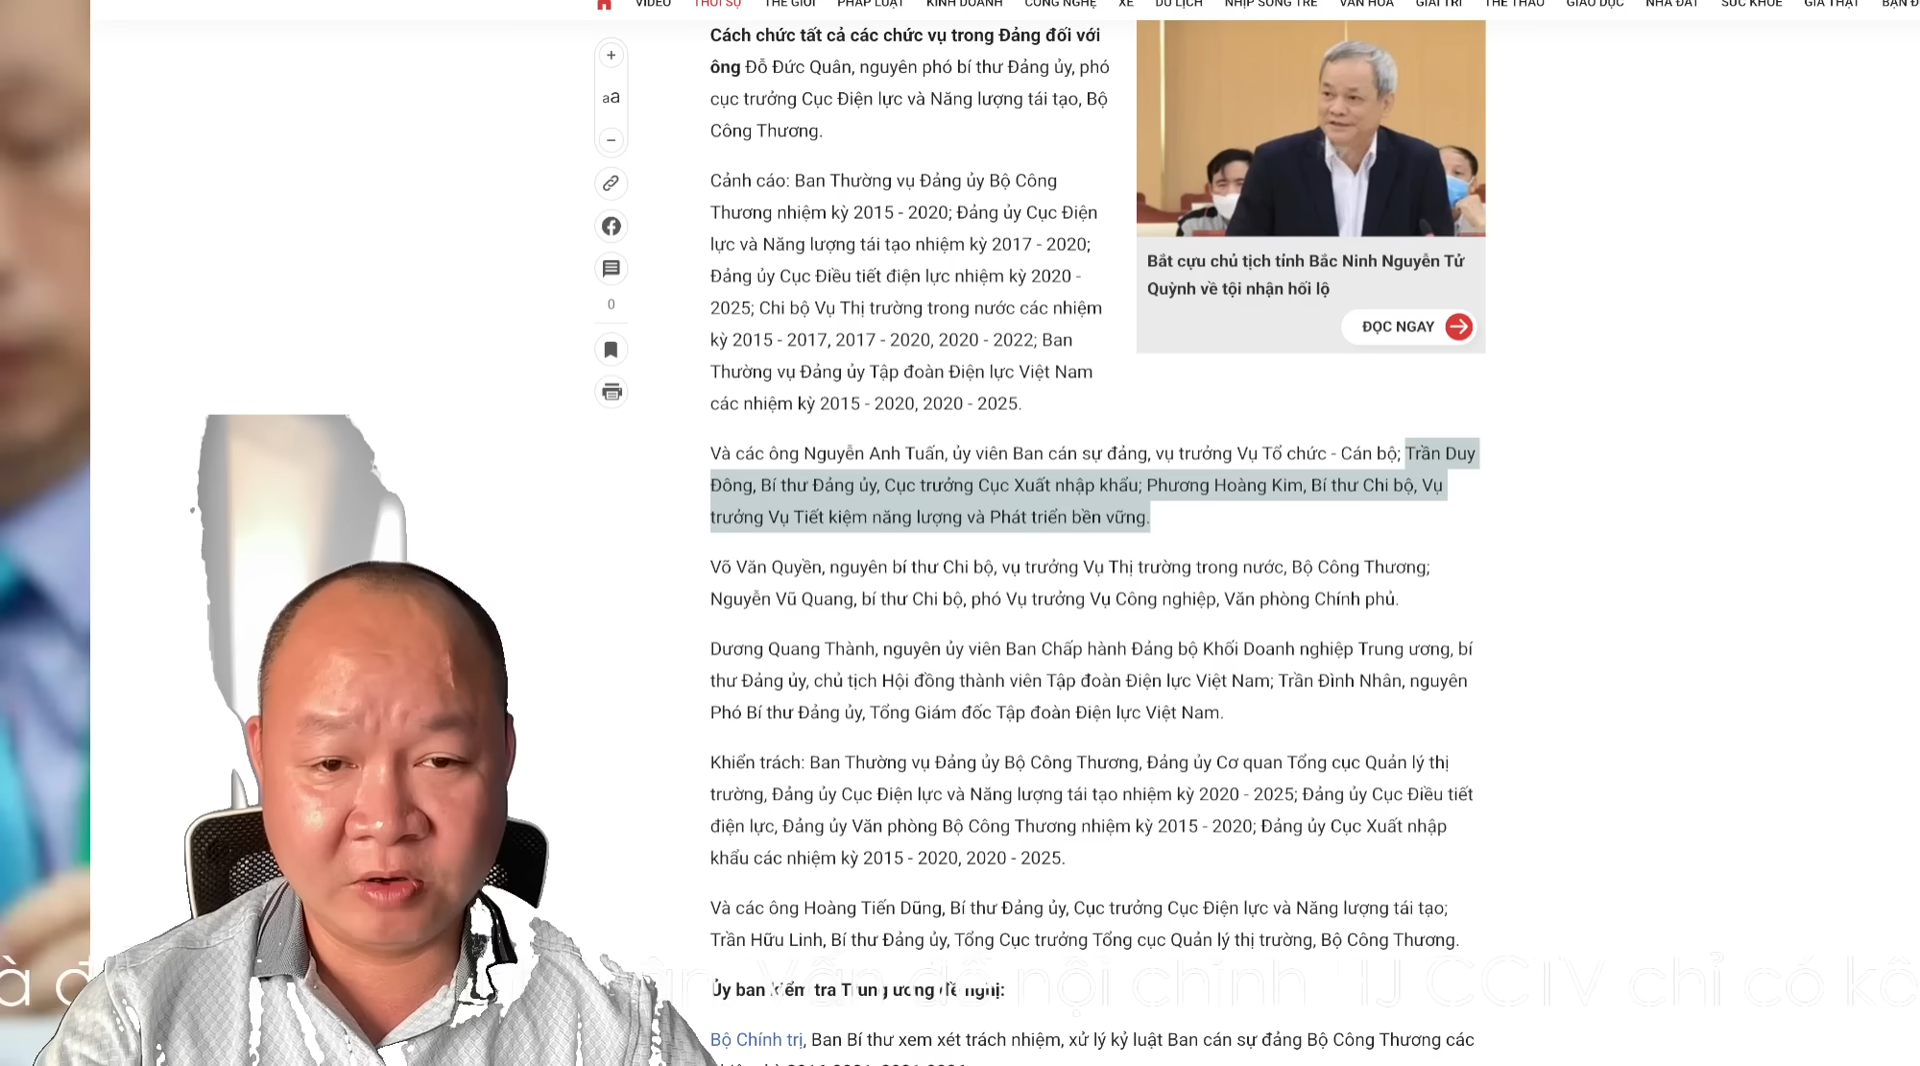 VIDEO THỜI SỰ THẾ GIỚI PHÁP LUẬT KINH DOANH CÔNG NGHỆ XE DU LỊCH NHỊP SỐNG TRẺ VĂN HÓA GIẢI TRÍ THỂ THAO GIÁO DỤC NHÀ ĐẤT SỨC KHỎE GIẢ THẬT BẠN Đ
+
aA
−
0
Cách chức tất cả các chức vụ trong Đảng đối với
ông Đỗ Đức Quân, nguyên phó bí thư Đảng ủy, phó
cục trưởng Cục Điện lực và Năng lượng tái tạo, Bộ
Công Thương.
Cảnh cáo: Ban Thường vụ Đảng ủy Bộ Công
Thương nhiệm kỳ 2015 - 2020; Đảng ủy Cục Điện
lực và Năng lượng tái tạo nhiệm kỳ 2017 - 2020;
Đảng ủy Cục Điều tiết điện lực nhiệm kỳ 2020 -
2025; Chi bộ Vụ Thị trường trong nước các nhiệm
kỳ 2015 - 2017, 2017 - 2020, 2020 - 2022; Ban
Thường vụ Đảng ủy Tập đoàn Điện lực Việt Nam
các nhiệm kỳ 2015 - 2020, 2020 - 2025.
Bắt cựu chủ tịch tỉnh Bắc Ninh Nguyễn Tử
Quỳnh về tội nhận hối lộ
ĐỌC NGAY
Và các ông Nguyễn Anh Tuấn, ủy viên Ban cán sự đảng, vụ trưởng Vụ Tổ chức - Cán bộ; Trần Duy
Đông, Bí thư Đảng ủy, Cục trưởng Cục Xuất nhập khẩu; Phương Hoàng Kim, Bí thư Chi bộ, Vụ
trưởng Vụ Tiết kiệm năng lượng và Phát triển bền vững.
Võ Văn Quyền, nguyên bí thư Chi bộ, vụ trưởng Vụ Thị trường trong nước, Bộ Công Thương;
Nguyễn Vũ Quang, bí thư Chi bộ, phó Vụ trưởng Vụ Công nghiệp, Văn phòng Chính phủ.
Dương Quang Thành, nguyên ủy viên Ban Chấp hành Đảng bộ Khối Doanh nghiệp Trung ương, bí
thư Đảng ủy, chủ tịch Hội đồng thành viên Tập đoàn Điện lực Việt Nam; Trần Đình Nhân, nguyên
Phó Bí thư Đảng ủy, Tổng Giám đốc Tập đoàn Điện lực Việt Nam.
Khiển trách: Ban Thường vụ Đảng ủy Bộ Công Thương, Đảng ủy Cơ quan Tổng cục Quản lý thị
trường, Đảng ủy Cục Điện lực và Năng lượng tái tạo nhiệm kỳ 2020 - 2025; Đảng ủy Cục Điều tiết
điện lực, Đảng ủy Văn phòng Bộ Công Thương nhiệm kỳ 2015 - 2020; Đảng ủy Cục Xuất nhập
khẩu các nhiệm kỳ 2015 - 2020, 2020 - 2025.
Và các ông Hoàng Tiến Dũng, Bí thư Đảng ủy, Cục trưởng Cục Điện lực và Năng lượng tái tạo;
Trần Hữu Linh, Bí thư Đảng ủy, Tổng Cục trưởng Tổng cục Quản lý thị trường, Bộ Công Thương.
à Vấn đề nội chính CCTV chỉ có
Ủy ban kiểm tra Trung ương đề nghị:
Bộ Chính trị, Ban Bí thư xem xét trách nhiệm, xử lý kỷ luật Ban cán sự đảng Bộ Công Thương các